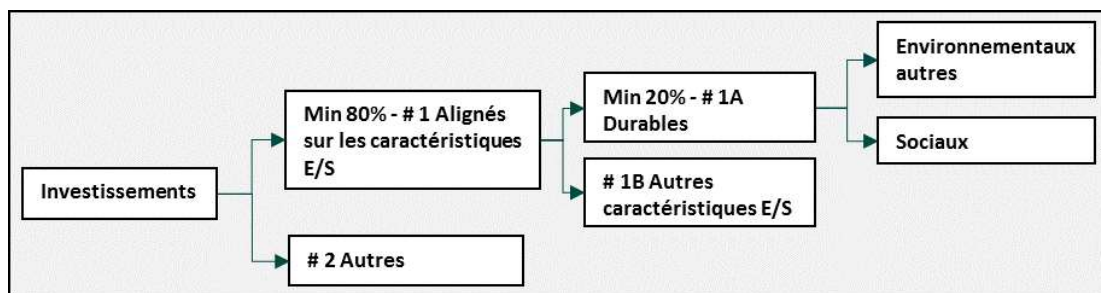 Investissements
Min 80% - # 1 Alignés
sur les caractéristiques
E/S
# 2 Autres
Min 20% - # 1A
Durables
# 1B Autres
caractéristiques E/S
Environnementaux
autres
Sociaux